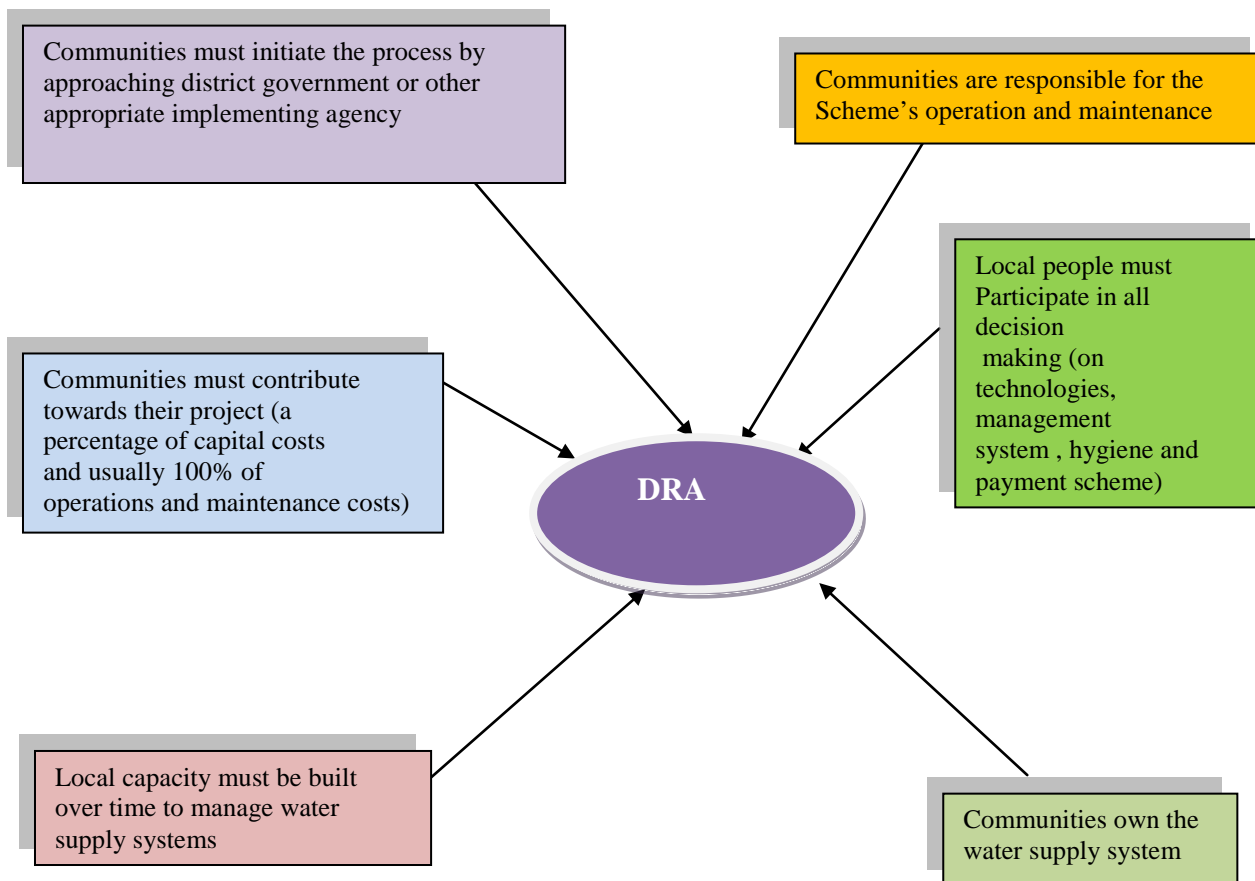 Communities must initiate the process by
approaching district government or other
appropriate implementing agency
Communities are responsible for the
Scheme’s operation and maintenance
Local people must
Participate in all
decision
making (on
technologies,
management
system , hygiene and
payment scheme)
Communities must contribute
towards their project (a
percentage of capital costs
and usually 100% of
operations and maintenance costs)
DRA
Local capacity must be built
over time to manage water
supply systems
Communities own the
water supply system